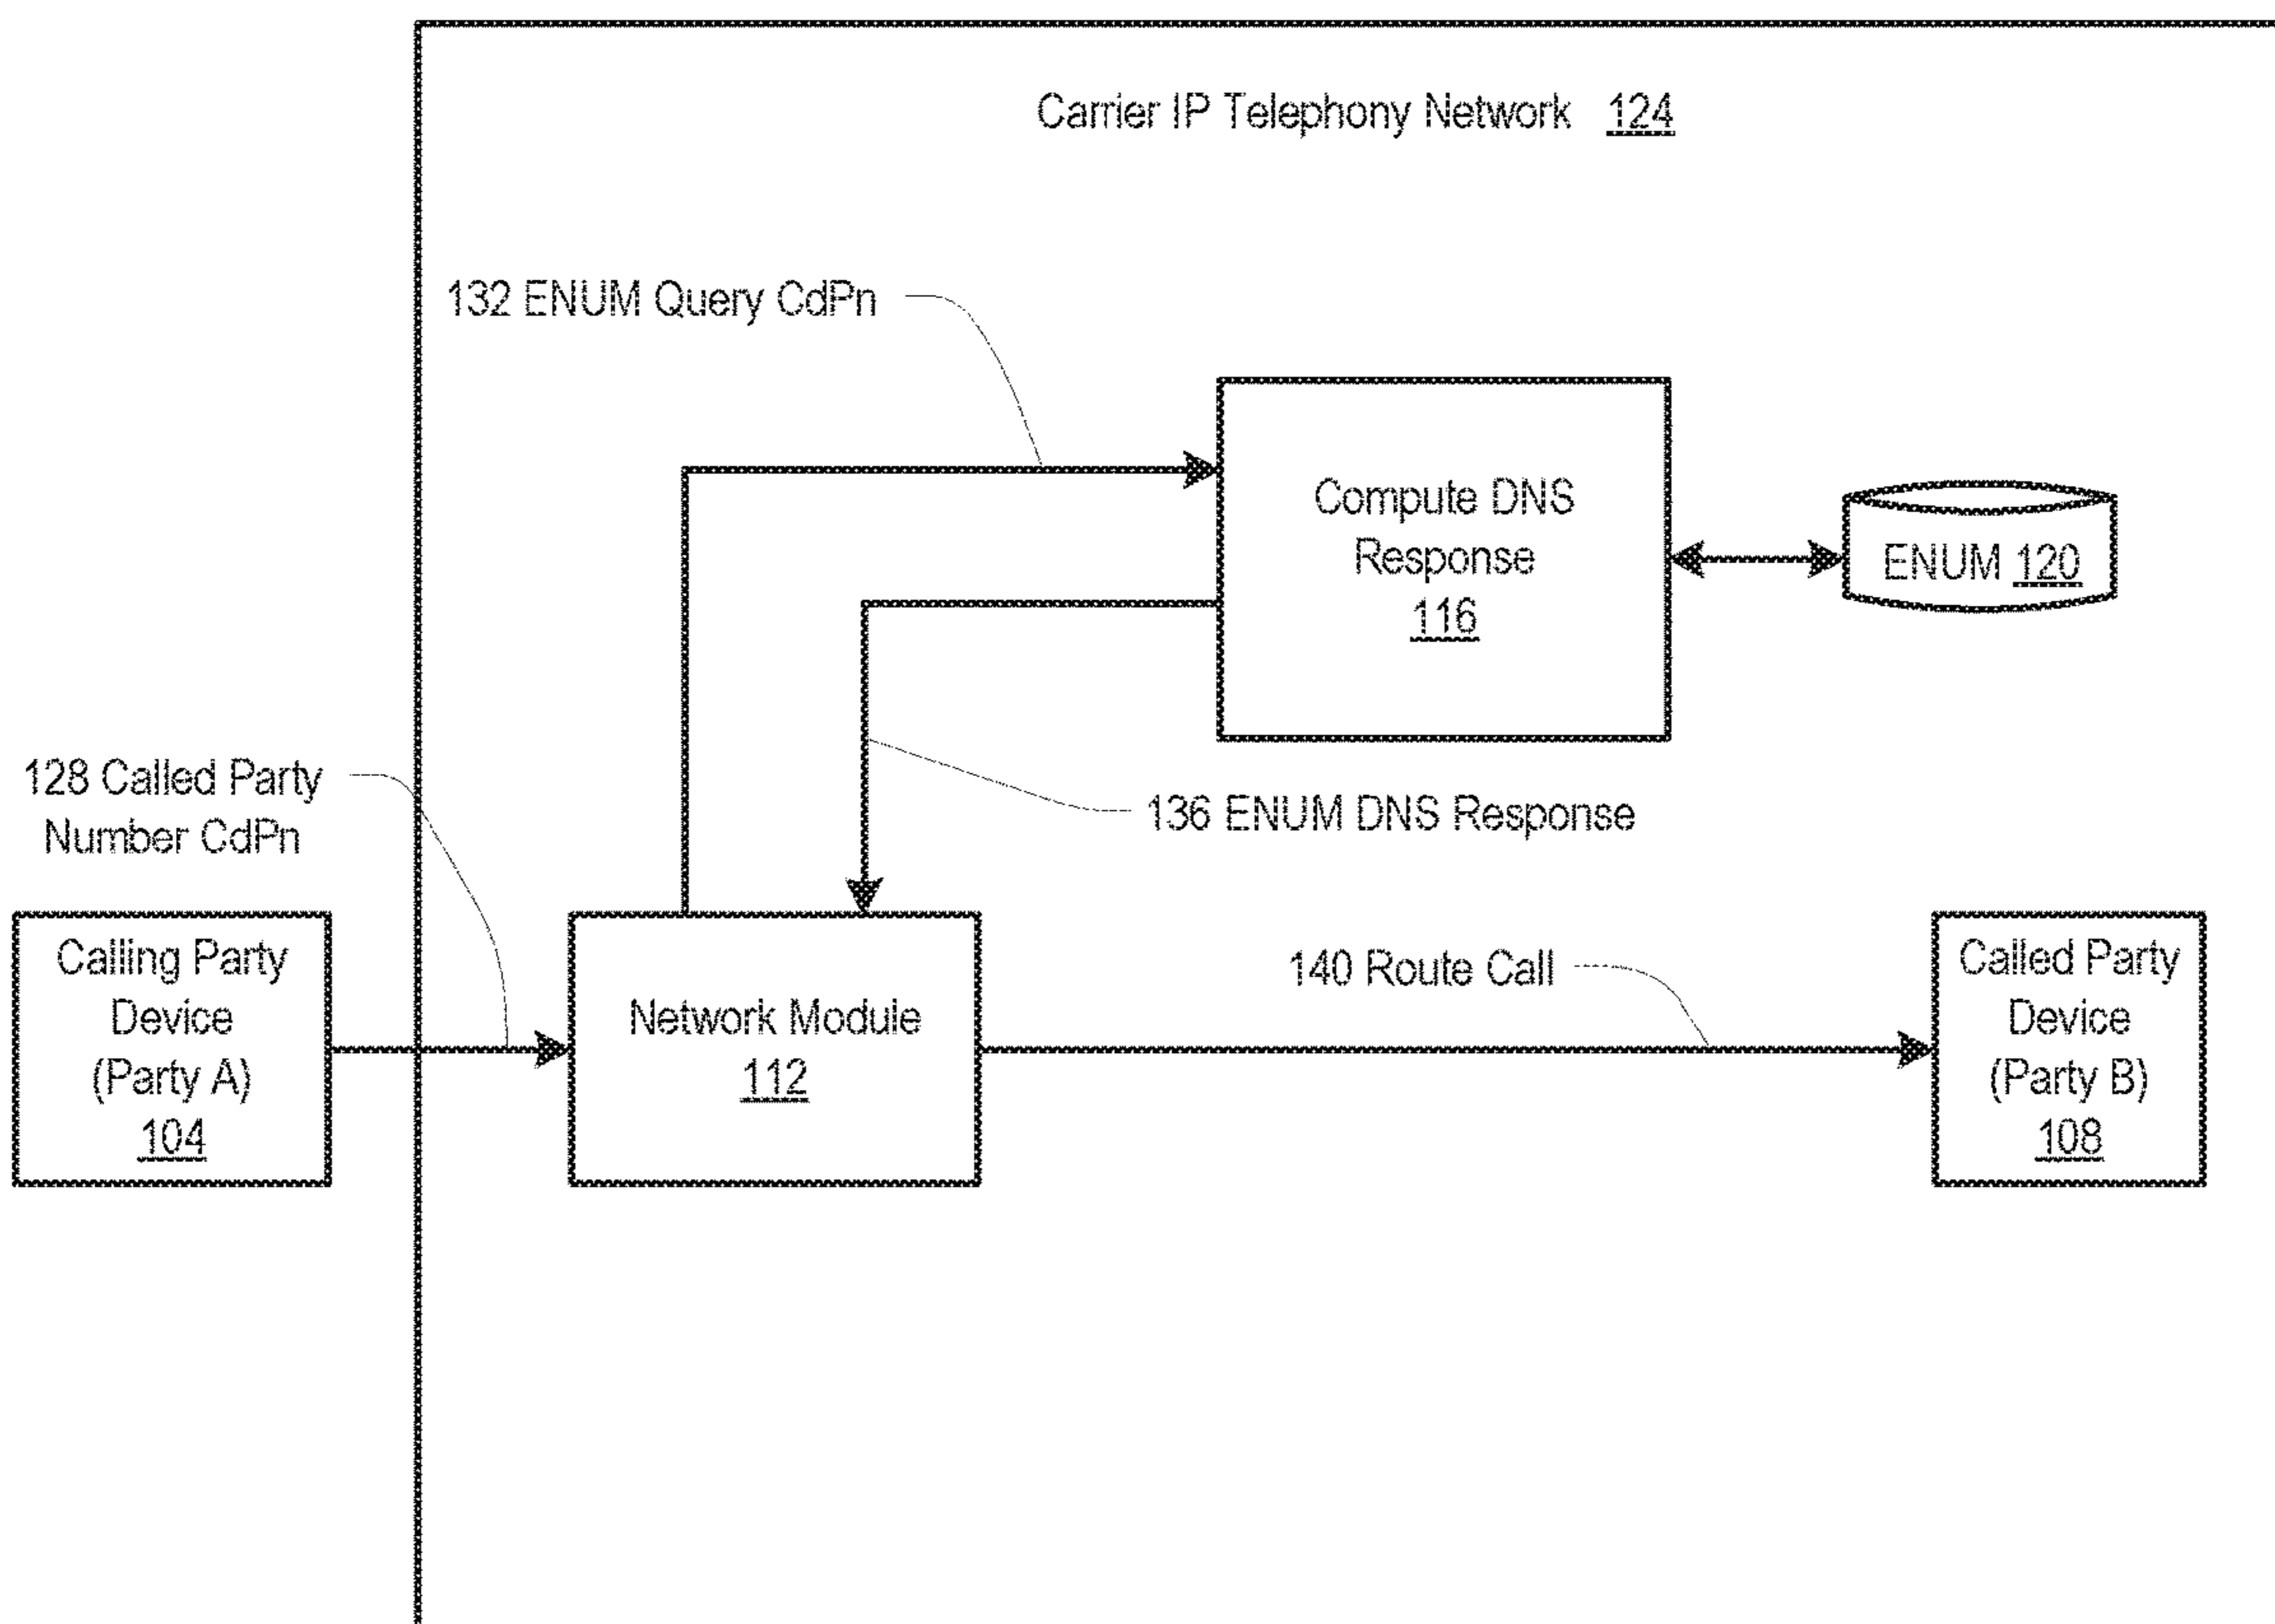 Carrier IP Telephony Network 124
132 ENUM Query CdPn
Compute DNS
Response
116
ENUM 120
136 ENUM DNS Response
128 Called Party
Number CdPn
Calling Party
Device
(Party A)
104
Network Module
112
140 Route Call
Called Party
Device
(Party B)
108